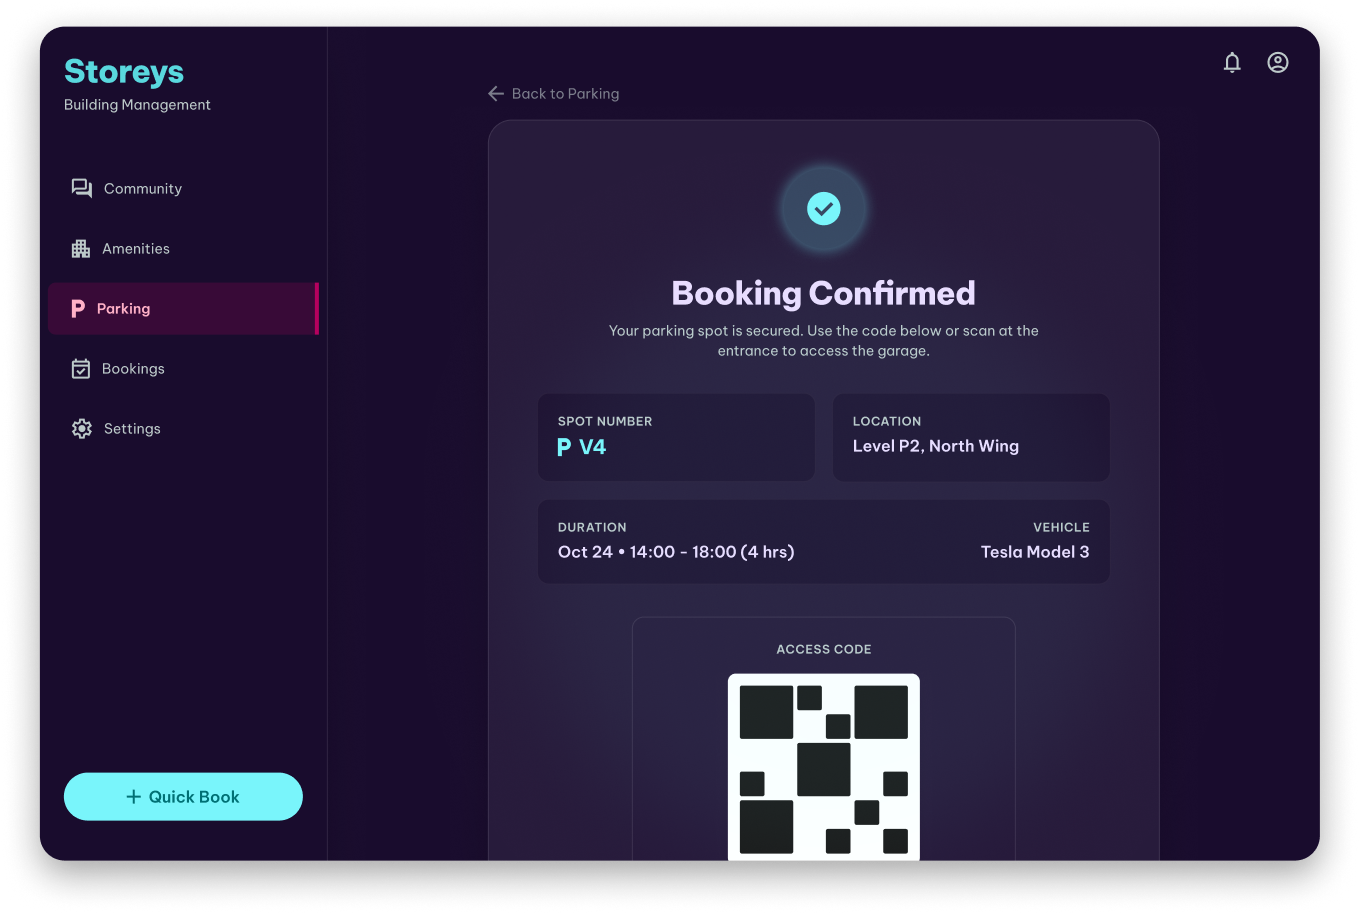 Storeys
Building Management
Community
Amenities
Parking
Bookings
Settings
Quick Book
Back to Parking
Booking Confirmed
Your parking spot is secured. Use the code below or scan at the
entrance to access the garage.
SPOT NUMBER
P V4
LOCATION
Level P2, North Wing
DURATION
Oct 24 • 14:00 - 18:00 (4 hrs)
VEHICLE
Tesla Model 3
ACCESS CODE